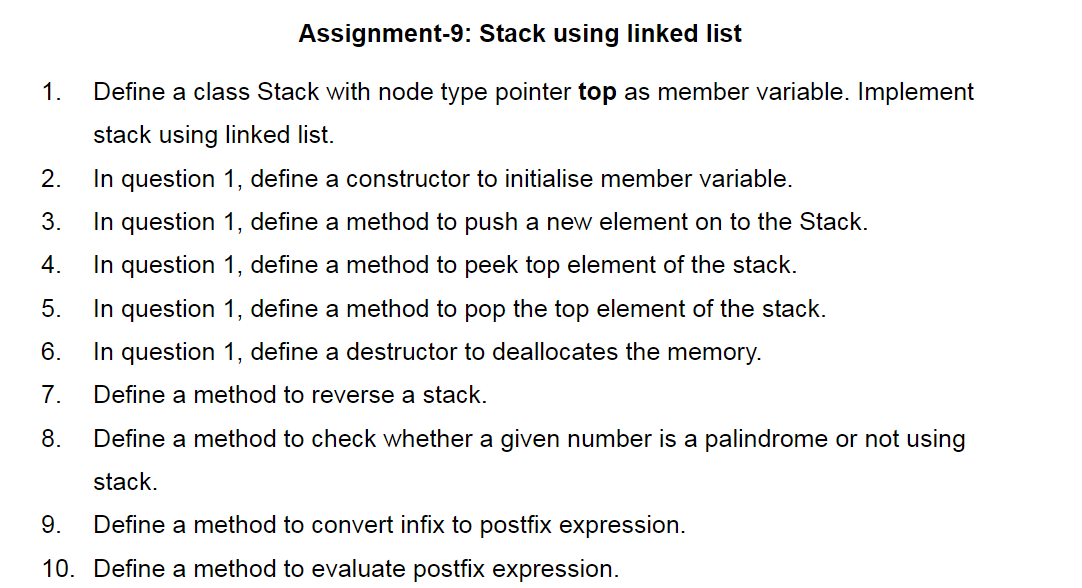 Assignment-9: Stack using linked list
1. Define a class Stack with node type pointer top as member variable. Implement
stack using linked list.
2. In question 1, define a constructor to initialise member variable.
3. In question 1, define a method to push a new element on to the Stack.
4. In question 1, define a method to peek top element of the stack.
5. In question 1, define a method to pop the top element of the stack.
6. In question 1, define a destructor to deallocates the memory.
7. Define a method to reverse a stack.
8. Define a method to check whether a given number is a palindrome or not using
stack.
9. Define a method to convert infix to postfix expression.
10. Define a method to evaluate postfix expression.